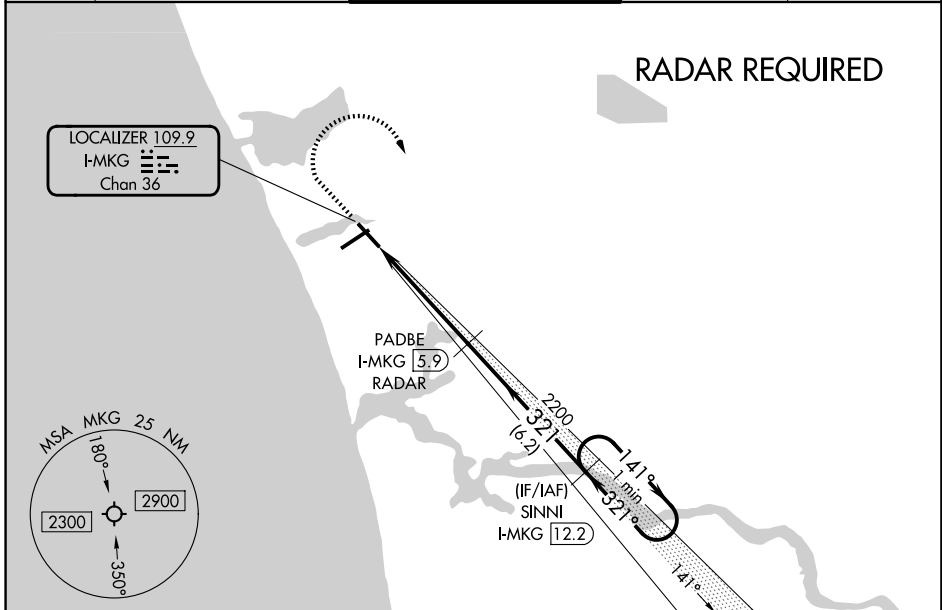 RADAR REQUIRED
LOCALIZER 109.9
I-MKG
Chan 36
PADBE
I-MKG 5.9
RADAR
2200
321
(6.2)
141°
1 min
321°
(IF/IAF)
SINNI
I-MKG 12.2
141°
MSA MKG 25 NM
180°
2300
2900
350°